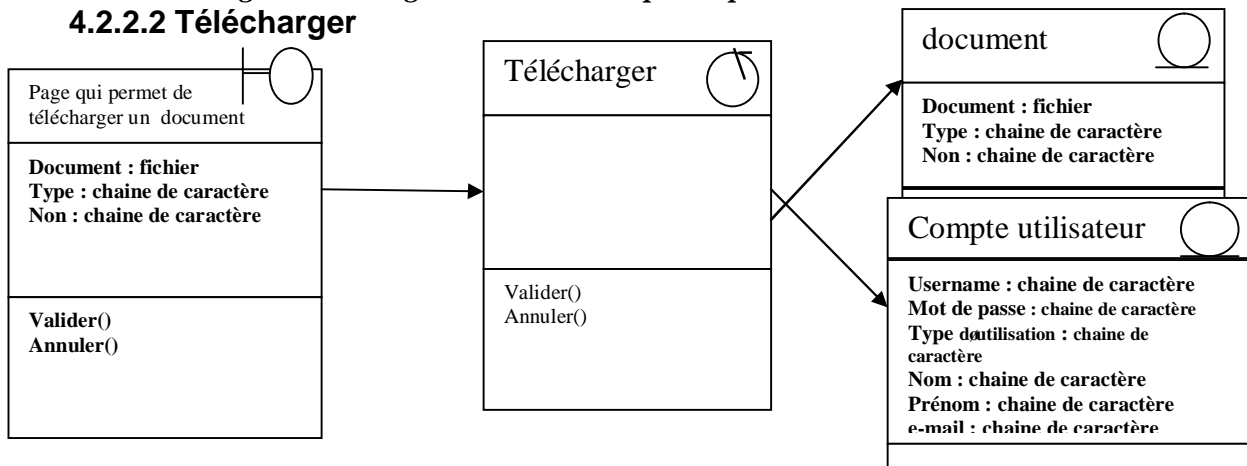 4.2.2.2 Télécharger
Page qui permet de
télécharger un document
Document : fichier
Type : chaine de caractère
Non : chaine de caractère
Valider()
Annuler()
Télécharger
Valider()
Annuler()
document
Document : fichier
Type : chaine de caractère
Non : chaine de caractère
Compte utilisateur
Username : chaine de caractère
Mot de passe : chaine de caractère
Type døutilisation : chaine de
caractère
Nom : chaine de caractère
Prénom : chaine de caractère
e-mail : chaine de caractère